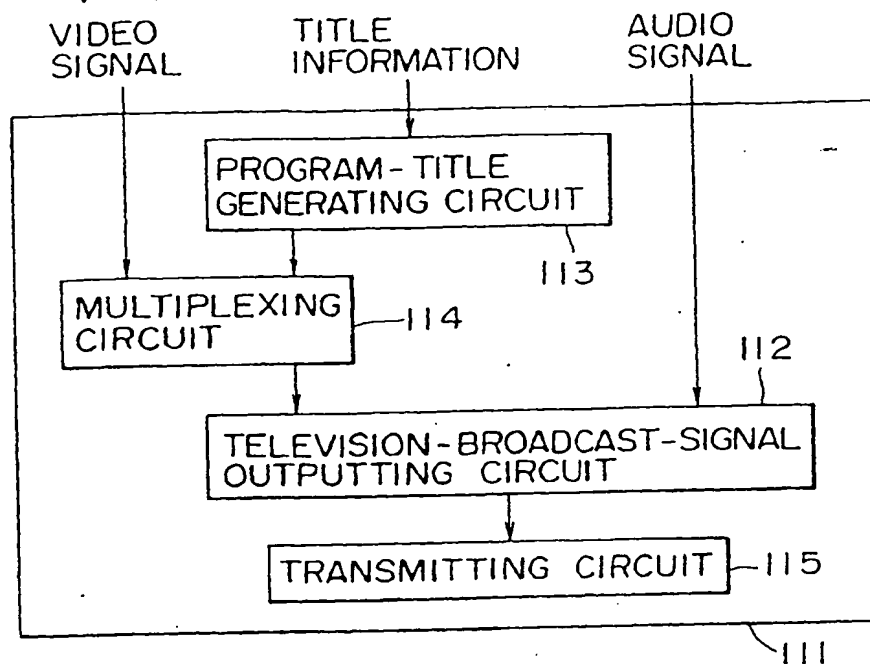 VIDEO
SIGNAL
TITLE
INFORMATION
AUDIO
SIGNAL
PROGRAM-TITLE
GENERATING CIRCUIT
113
MULTIPLEXING
CIRCUIT
114
112
TELEVISION-BROADCAST-SIGNAL
OUTPUTTING CIRCUIT
TRANSMITTING CIRCUIT
115
111